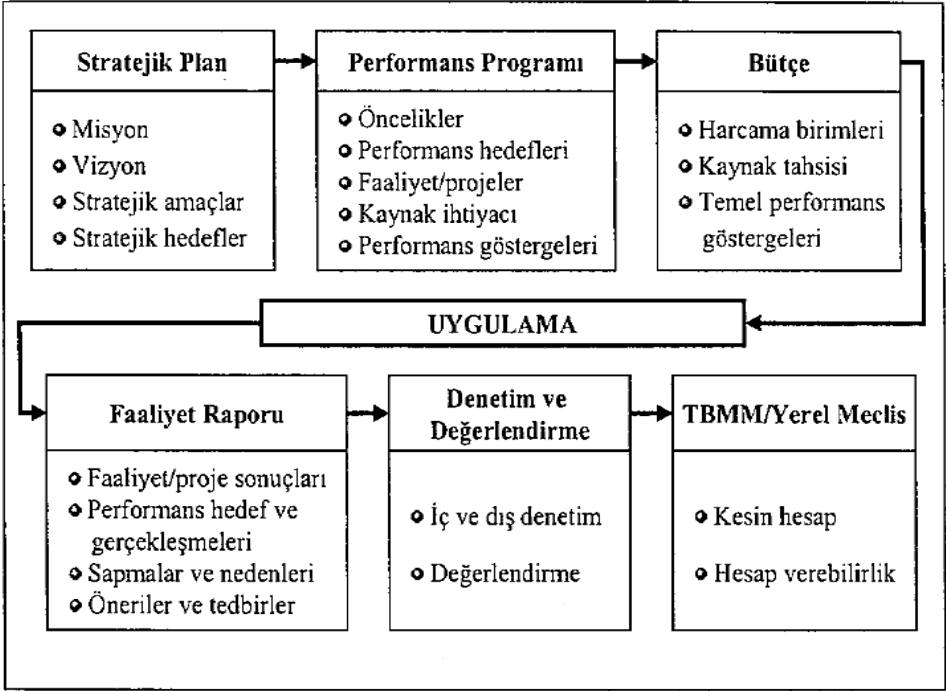 Stratejik Plan
Misyon
Vizyon
Stratejik amaçlar
Stratejik hedefler
Performans Programı
Öncelikler
Performans hedefleri
Faaliyet/projeler
Kaynak ihtiyacı
Performans göstergeleri
Bütçe
Harcama birimleri
Kaynak tahsisi
Temel performans
göstergeleri
UYGULAMA
Faaliyet Raporu
Faaliyet/proje sonuçları
Performans hedef ve
gerçekleşmeleri
Sapmalar ve nedenleri
Öneriler ve tedbirler
Denetim ve
Değerlendirme
İç ve dış denetim
Değerlendirme
TBMM/Yerel Meclis
Kesin hesap
Hesap verebilirlik